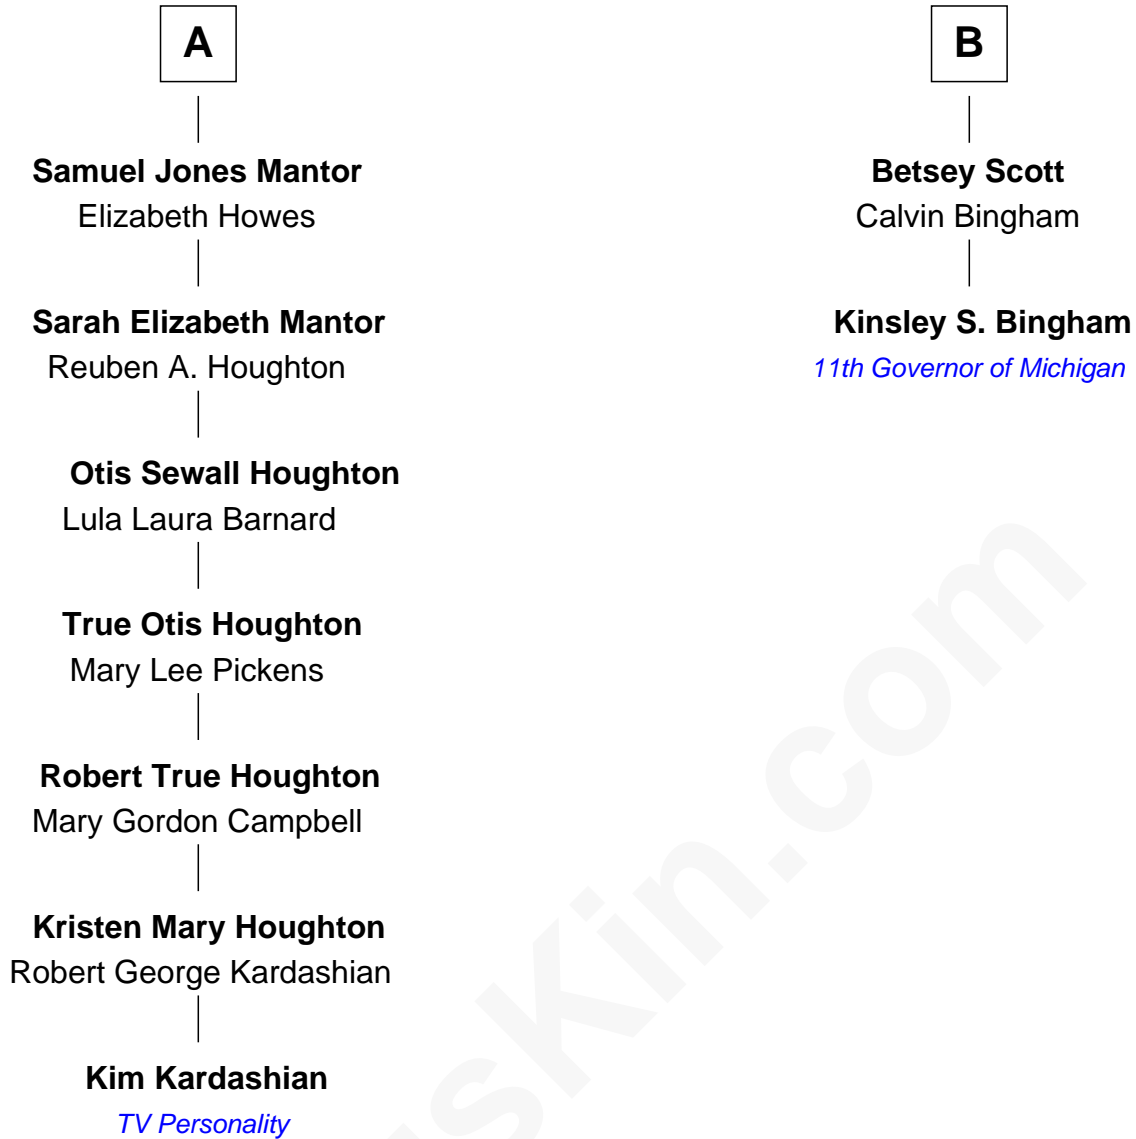 A
Samuel Jones Mantor
Elizabeth Howes
Sarah Elizabeth Mantor
Reuben A. Houghton
Otis Sewall Houghton
Lula Laura Barnard
True Otis Houghton
Mary Lee Pickens
Robert True Houghton
Mary Gordon Campbell
Kristen Mary Houghton
Robert George Kardashian
Kim Kardashian
TV Personality
B
Betsey Scott
Calvin Bingham
Kinsley S. Bingham
11th Governor of Michigan
sKin.com